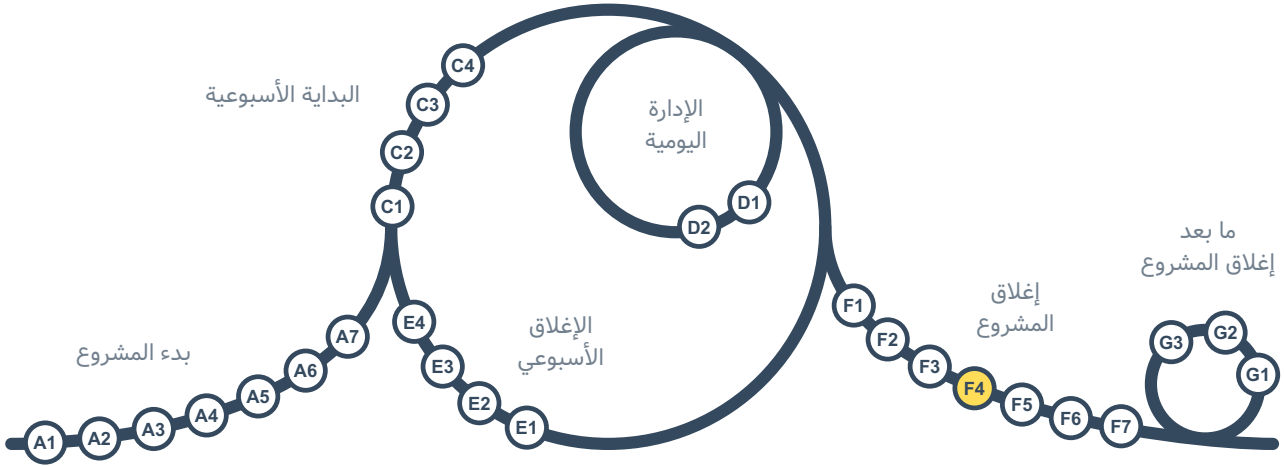 البداية الأسبوعية
C4
C3
C2
C1
الإدارة
اليومية
D1
D2
بدء المشروع
A1
A2
A3
A4
A5
A6
A7
الإغلاق
الأسبوعي
E4
E3
E2
E1
إغلاق
المشروع
F1
F2
F3
F4
F5
F6
F7
ما بعد
إغلاق المشروع
G3
G2
G1